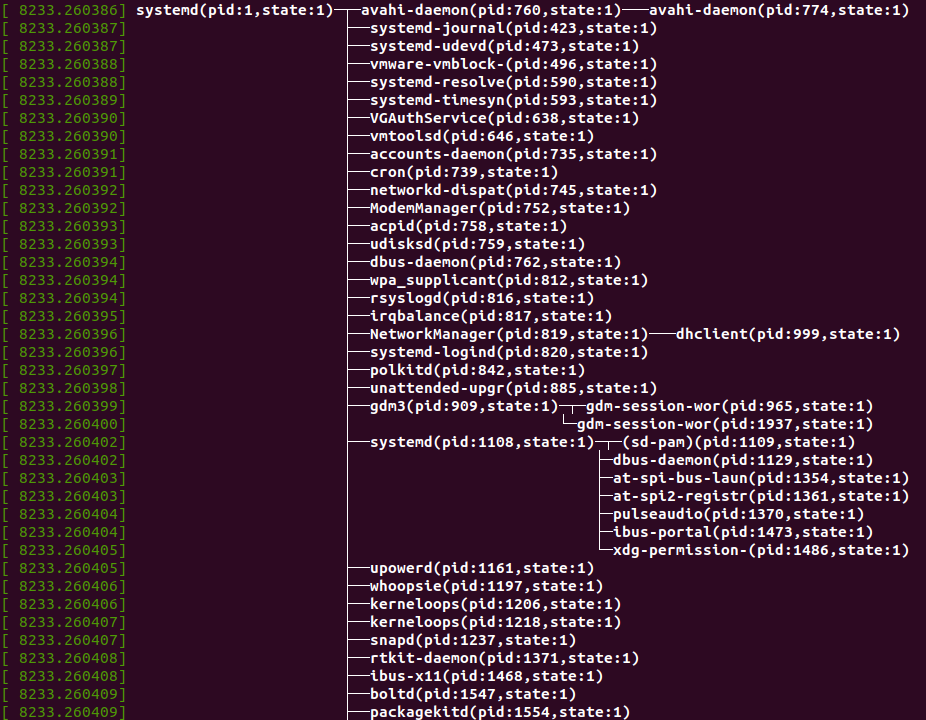 [ 8233.260386] systemd(pid:1,state:1)─┬─avahi-daemon(pid:760,state:1)───avahi-daemon(pid:774,state:1)
[ 8233.260387]                        ├─systemd-journal(pid:423,state:1)
[ 8233.260387]                        ├─systemd-udevd(pid:473,state:1)
[ 8233.260388]                        ├─vmware-vmblock-(pid:496,state:1)
[ 8233.260388]                        ├─systemd-resolve(pid:590,state:1)
[ 8233.260389]                        ├─systemd-timesyn(pid:593,state:1)
[ 8233.260390]                        ├─VGAuthService(pid:638,state:1)
[ 8233.260390]                        ├─vmtoolsd(pid:646,state:1)
[ 8233.260391]                        ├─accounts-daemon(pid:735,state:1)
[ 8233.260391]                        ├─cron(pid:739,state:1)
[ 8233.260392]                        ├─networkd-dispat(pid:745,state:1)
[ 8233.260392]                        ├─ModemManager(pid:752,state:1)
[ 8233.260393]                        ├─acpid(pid:758,state:1)
[ 8233.260393]                        ├─udisksd(pid:759,state:1)
[ 8233.260394]                        ├─dbus-daemon(pid:762,state:1)
[ 8233.260394]                        ├─wpa_supplicant(pid:812,state:1)
[ 8233.260394]                        ├─rsyslogd(pid:816,state:1)
[ 8233.260395]                        ├─irqbalance(pid:817,state:1)
[ 8233.260396]                        ├─NetworkManager(pid:819,state:1)───dhclient(pid:999,state:1)
[ 8233.260396]                        ├─systemd-logind(pid:820,state:1)
[ 8233.260397]                        ├─polkitd(pid:842,state:1)
[ 8233.260398]                        ├─unattended-upgr(pid:885,state:1)
[ 8233.260399]                        ├─gdm3(pid:909,state:1)─┬─gdm-session-wor(pid:965,state:1)
[ 8233.260400]                        │                       └─gdm-session-wor(pid:1937,state:1)
[ 8233.260402]                        ├─systemd(pid:1108,state:1)─┬─(sd-pam)(pid:1109,state:1)
[ 8233.260402]                        │                           ├─dbus-daemon(pid:1129,state:1)
[ 8233.260403]                        │                           ├─at-spi-bus-laun(pid:1354,state:1)
[ 8233.260403]                        │                           ├─at-spi2-registr(pid:1361,state:1)
[ 8233.260404]                        │                           ├─pulseaudio(pid:1370,state:1)
[ 8233.260404]                        │                           ├─ibus-portal(pid:1473,state:1)
[ 8233.260405]                        │                           └─xdg-permission-(pid:1486,state:1)
[ 8233.260405]                        ├─upowerd(pid:1161,state:1)
[ 8233.260406]                        ├─whoopsie(pid:1197,state:1)
[ 8233.260406]                        ├─kerneloops(pid:1206,state:1)
[ 8233.260407]                        ├─kerneloops(pid:1218,state:1)
[ 8233.260407]                        ├─snapd(pid:1237,state:1)
[ 8233.260408]                        ├─rtkit-daemon(pid:1371,state:1)
[ 8233.260408]                        ├─ibus-x11(pid:1468,state:1)
[ 8233.260409]                        ├─boltd(pid:1547,state:1)
[ 8233.260409]                        ├─packagekitd(pid:1554,state:1)